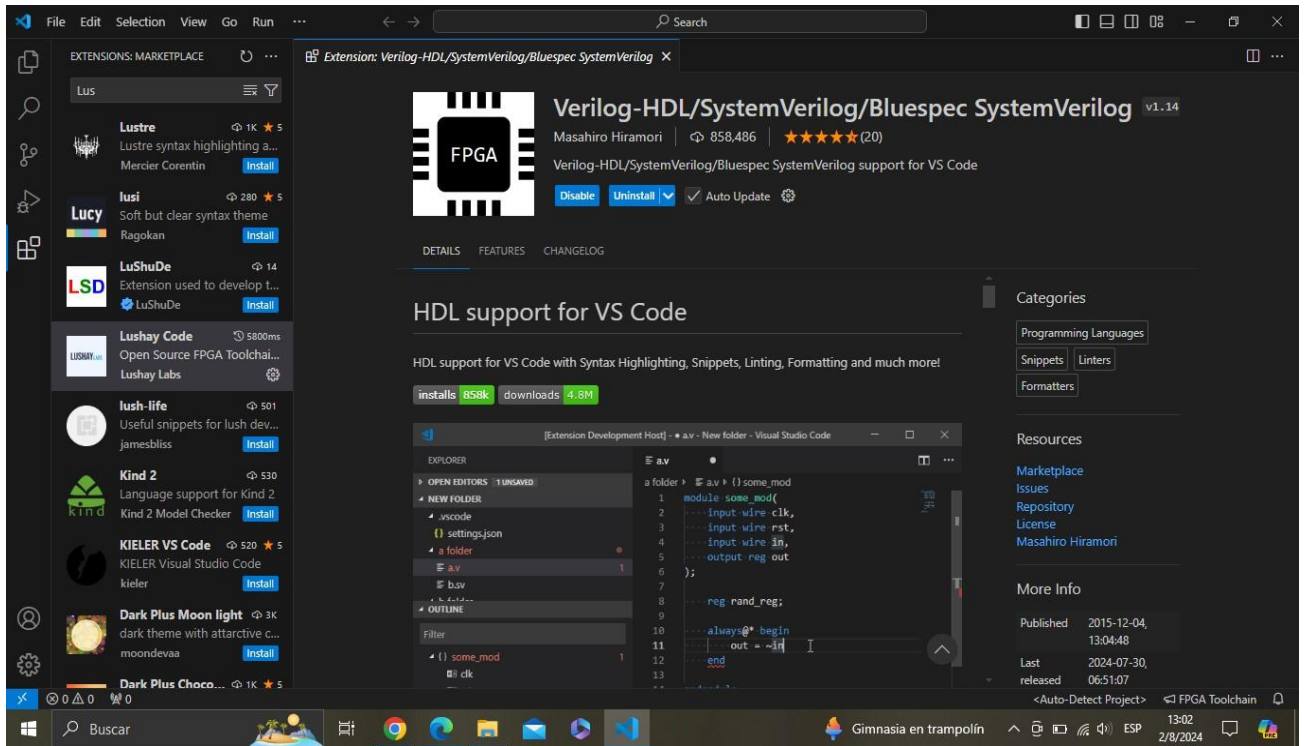 File Edit Selection View Go Run ···
Search
EXTENSIONS: MARKETPLACE
Lus
Lustre 1K ★ 5
Lustre syntax highlighting a...
Mercier Corentin Install
Lucy
lusi 280 ★ 5
Soft but clear syntax theme
Ragokan Install
LSD
LuShuDe 14
Extension used to develop t...
LuShuDe Install
LUSHAY LABS
Lushay Code 5800ms
Open Source FPGA Toolchai...
Lushay Labs
lush-life 501
Useful snippets for lush dev...
jamesbliss Install
kind
Kind 2 530
Language support for Kind 2
Kind 2 Model Checker Install
KIELER VS Code 520 ★ 5
KIELER Visual Studio Code
kieler Install
Dark Plus Moon light 3K
dark theme with attarctive c...
moondevaa Install
Dark Plus Choco... 1K ★ 5
Extension: Verilog-HDL/SystemVerilog/Bluespec SystemVerilog
FPGA
Verilog-HDL/SystemVerilog/Bluespec SystemVerilog v1.14
Masahiro Hiramori 858,486 (20)
Verilog-HDL/SystemVerilog/Bluespec SystemVerilog support for VS Code
Disable Uninstall Auto Update
DETAILS FEATURES CHANGELOG
HDL support for VS Code
HDL support for VS Code with Syntax Highlighting, Snippets, Linting, Formatting and much more!
installs 858k downloads 4.8M
[Extension Development Host] - ● a.v - New folder - Visual Studio Code
EXPLORER
OPEN EDITORS 1 UNSAVED
NEW FOLDER
.vscode
{} settings.json
a folder
a.v 1
b.sv
OUTLINE
Filter
{} some_mod 1
clk
a.v
a folder a.v {} some_mod
1 module some_mod(
2 input wire clk,
3 input wire rst,
4 input wire in,
5 output reg out
6 );
7
8 reg rand_reg;
9
10 always@* begin
11 out = ~in
12 end
13
Categories
Programming Languages
Snippets Linters
Formatters
Resources
Marketplace
Issues
Repository
License
Masahiro Hiramori
More Info
Published 2015-12-04,
13:04:48
Last 2024-07-30,
released 06:51:07
0 0 0 <Auto-Detect Project> FPGA Toolchain
Buscar Gimnasia en trampolín ESP 13:02
2/8/2024
PRE